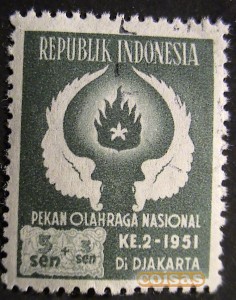 REPUBLIK INDONESIA
PEKAN OLAHRAGA NASIONAL
KE.2-1951
5 + 3
sen sen
Di DJAKARTA
coisas